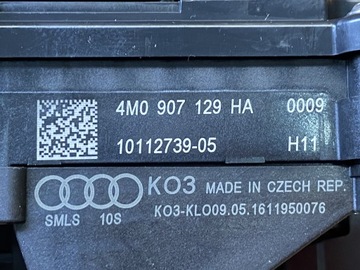 4M0 907 129 HA 0009
10112739-05 H11
KO3 MADE IN CZECH REP.
SMLS 10S KO3-KLO09.05.1611950076